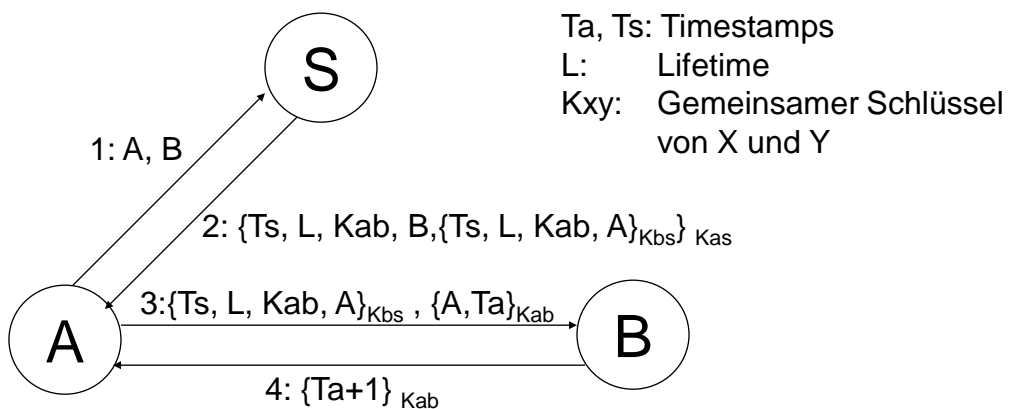 S
Ta, Ts: Timestamps
L: Lifetime
Kxy: Gemeinsamer Schlüssel
von X und Y
1: A, B
2: {Ts, L, Kab, B,{Ts, L, Kab, A}Kbs} Kas
3:{Ts, L, Kab, A}Kbs , {A,Ta}Kab
A
B
4: {Ta+1} Kab